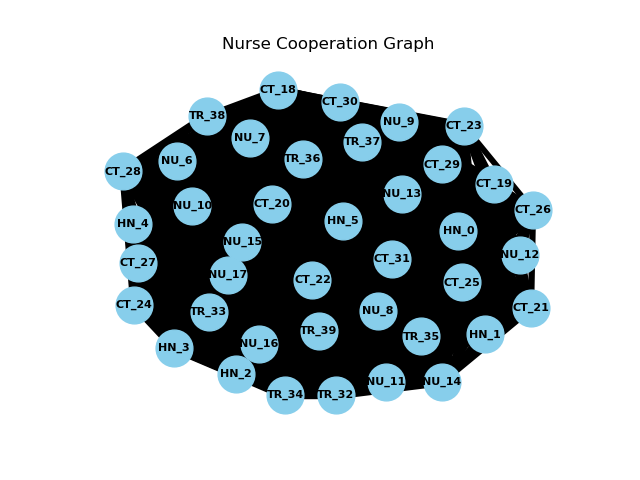 Nurse Cooperation Graph
CT_18
CT_30
TR_38
NU_9
CT_23
NU_7
TR_37
TR_36
NU_6
CT_29
CT_28
CT_19
NU_13
CT_20
NU_10
CT_26
HN_5
HN_4
HN_0
NU_15
NU_12
CT_31
CT_27
NU_17
CT_22
CT_25
CT_24
CT_21
NU_8
TR_33
TR_39
HN_1
TR_35
NU_16
HN_3
HN_2
NU_11
NU_14
TR_34
TR_32